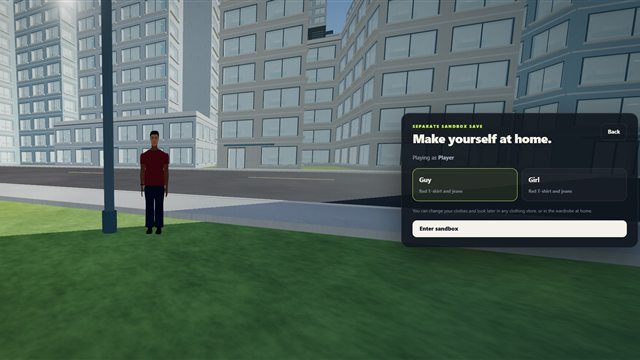 SEPARATE SANDBOX SAVE
Make yourself at home.
Back
Playing as Player
Guy
Red T-shirt and jeans
Girl
Red T-shirt and jeans
You can change your clothes and look later in any clothing store, or in the wardrobe at home.
Enter sandbox